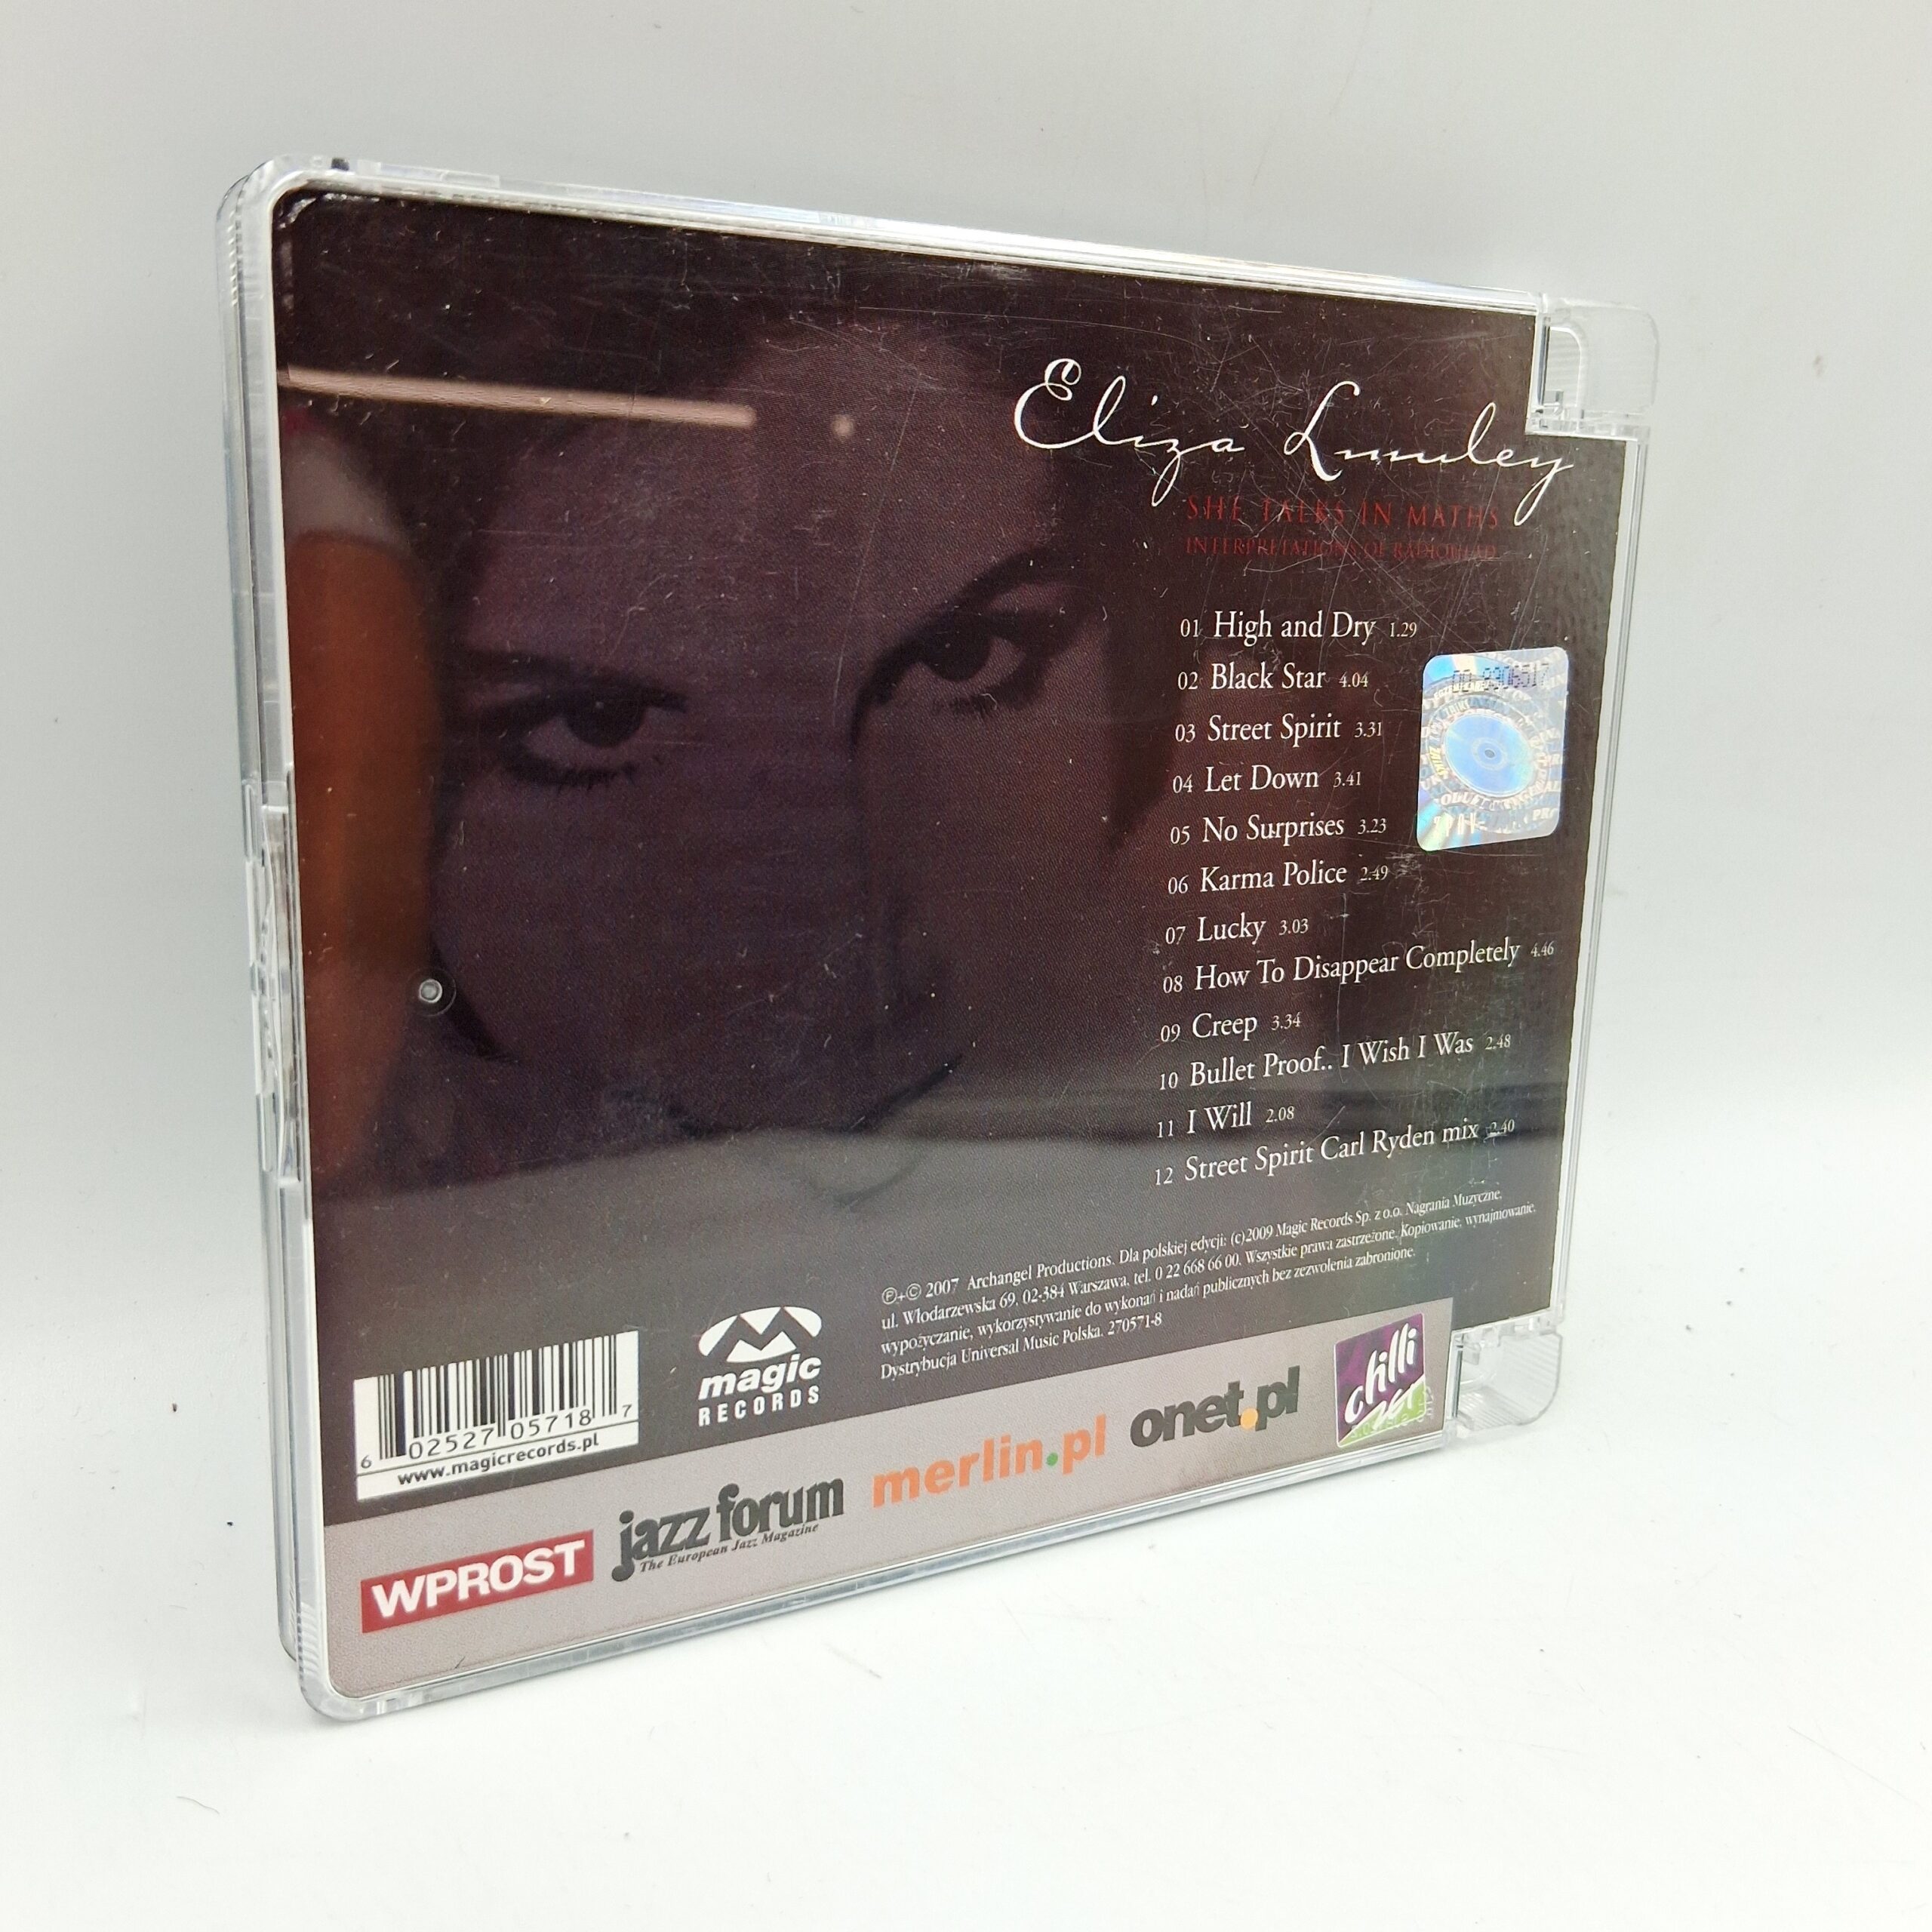 Eliza Lumley
SHE TALKS IN MATHS
INTERPRETATIONS OF RADIOHEAD
01 High and Dry 1.29
02 Black Star 4.04
03 Street Spirit 3.31
04 Let Down 3.41
05 No Surprises 3.23
06 Karma Police 2.49
07 Lucky 3.03
08 How To Disappear Completely 4.46
09 Creep 3.34
10 Bullet Proof.. I Wish I Was 2.48
11 I Will 2.08
12 Street Spirit Carl Ryden mix 2.40
℗+© 2007 Archangel Productions. Dla polskiej edycji: (c)2009 Magic Records Sp. z o.o. Nagrania Muzyczne.
ul. Włodarzewska 69, 02-384 Warszawa, tel. 0 22 668 66 00. Wszystkie prawa zastrzeżone. Kopiowanie, wynajmowanie,
wypożyczanie, wykorzystywanie do wykonań i nadań publicznych bez zezwolenia zabronione.
Dystrybucja Universal Music Polska. 270571-8
6 02527 05718 7
www.magicrecords.pl
magic
RECORDS
WPROST
jazz forum
The European Jazz Magazine
merlin.pl
onet.pl
chilli
ZET